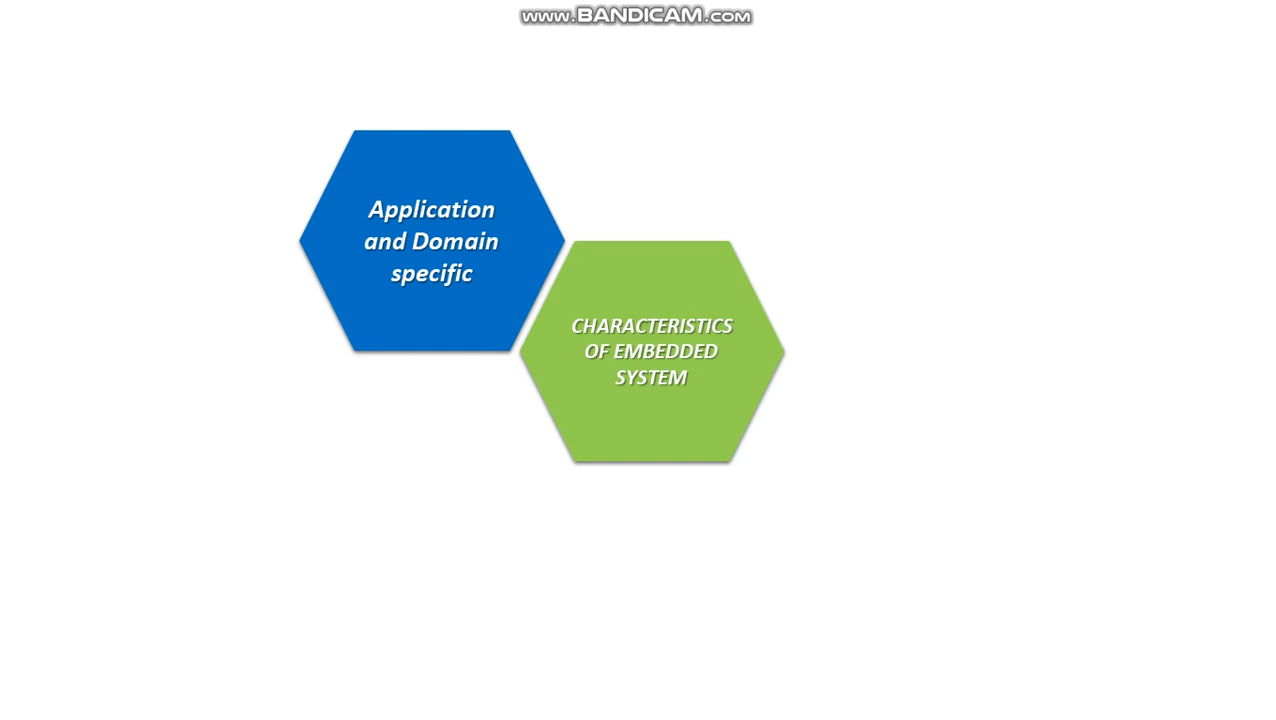 www.BANDICAM.com
Application
and Domain
specific
CHARACTERISTICS
OF EMBEDDED
SYSTEM